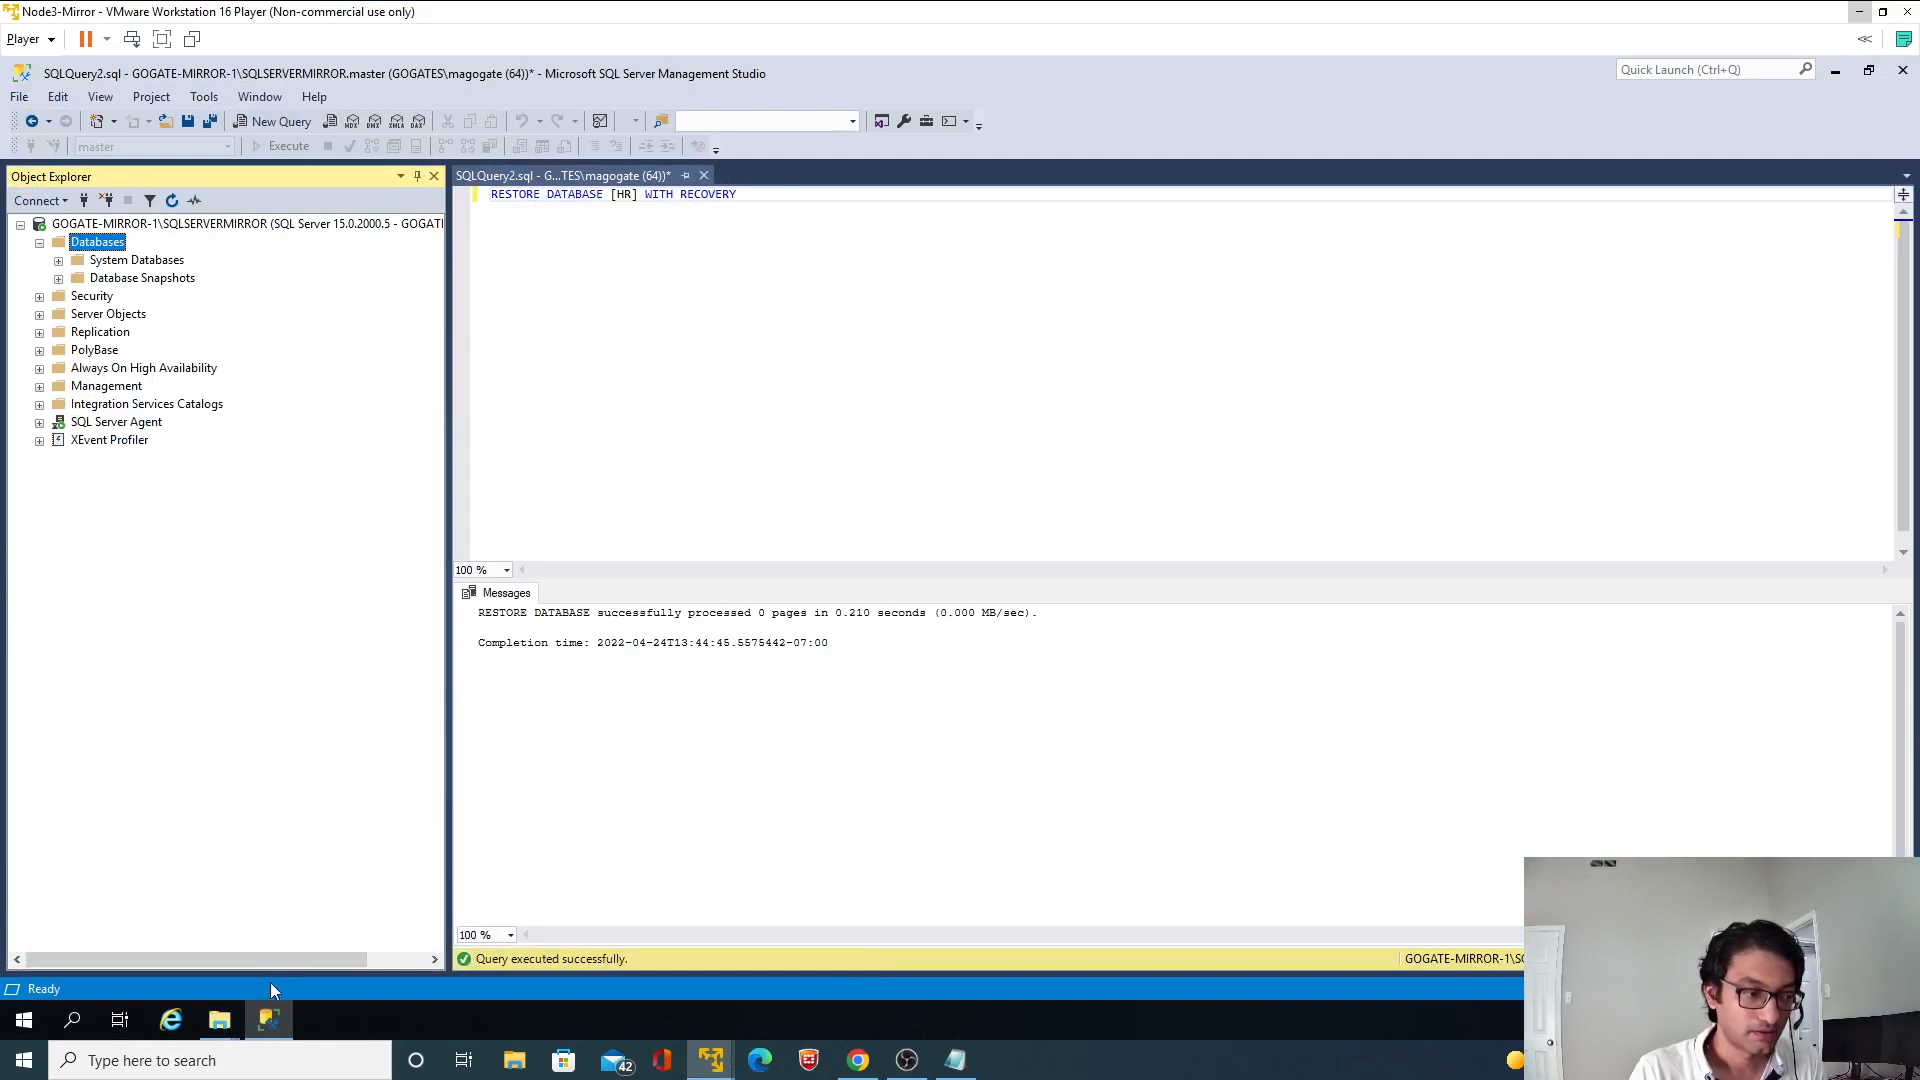 Node3-Mirror - VMware Workstation 16 Player (Non-commercial use only)
Player
SQLQuery2.sql - GOGATE-MIRROR-1\SQLSERVERMIRROR.master (GOGATES\magogate (64))* - Microsoft SQL Server Management Studio
Quick Launch (Ctrl+Q)
File Edit View Project Tools Window Help
New Query
master
Execute
Object Explorer
SQLQuery2.sql - G...TES\magogate (64))*
Connect
RESTORE DATABASE [HR] WITH RECOVERY
GOGATE-MIRROR-1\SQLSERVERMIRROR (SQL Server 15.0.2000.5 - GOGATE
Databases
System Databases
Database Snapshots
Security
Server Objects
Replication
PolyBase
Always On High Availability
Management
Integration Services Catalogs
SQL Server Agent
XEvent Profiler
100 %
Messages
RESTORE DATABASE successfully processed 0 pages in 0.210 seconds (0.000 MB/sec).
Completion time: 2022-04-24T13:44:45.5575442-07:00
100 %
Query executed successfully.
GOGATE-MIRROR-1\SQ
Ready
Type here to search
42